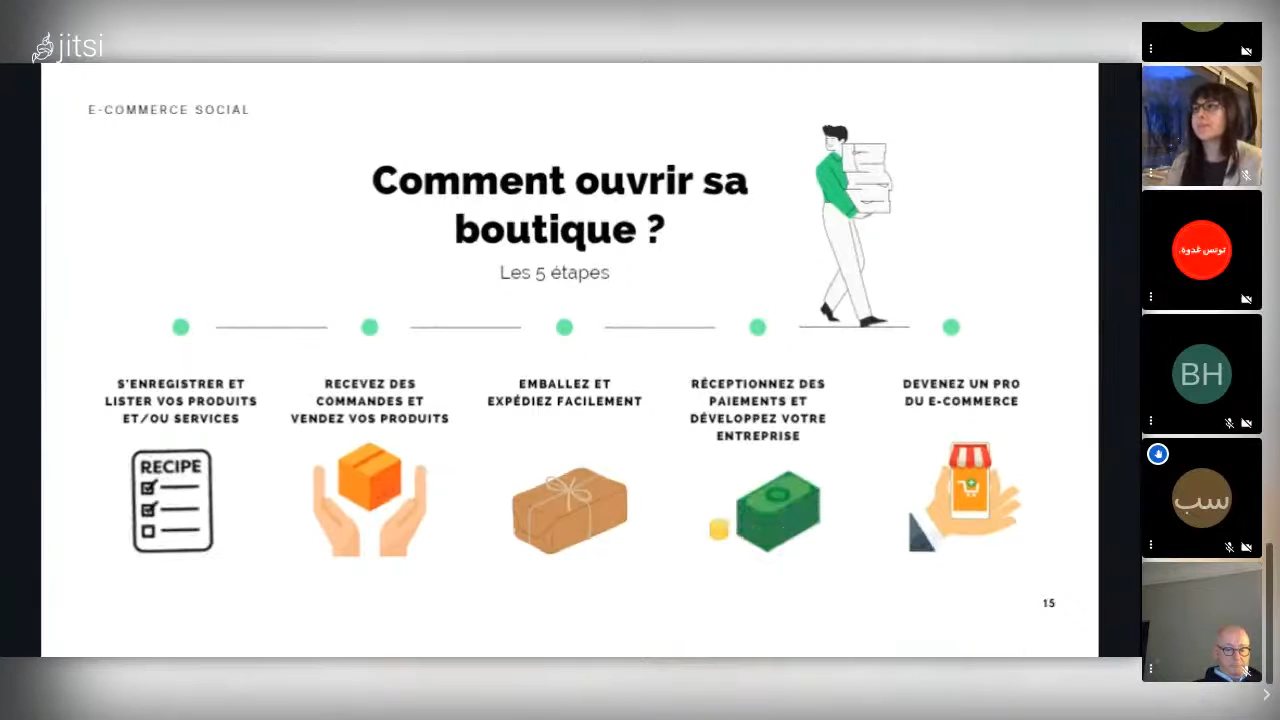 jitsi
E-COMMERCE SOCIAL
Comment ouvrir sa
boutique ?
Les 5 étapes
S'ENREGISTRER ET
LISTER VOS PRODUITS
ET/OU SERVICES
RECEVEZ DES
COMMANDES ET
VENDEZ VOS PRODUITS
EMBALLEZ ET
EXPÉDIEZ FACILEMENT
RÉCEPTIONNEZ DES
PAIEMENTS ET
DÉVELOPPEZ VOTRE
ENTREPRISE
DEVENEZ UN PRO
DU E-COMMERCE
RECIPE
15
تونس غدوة.
BH
سب